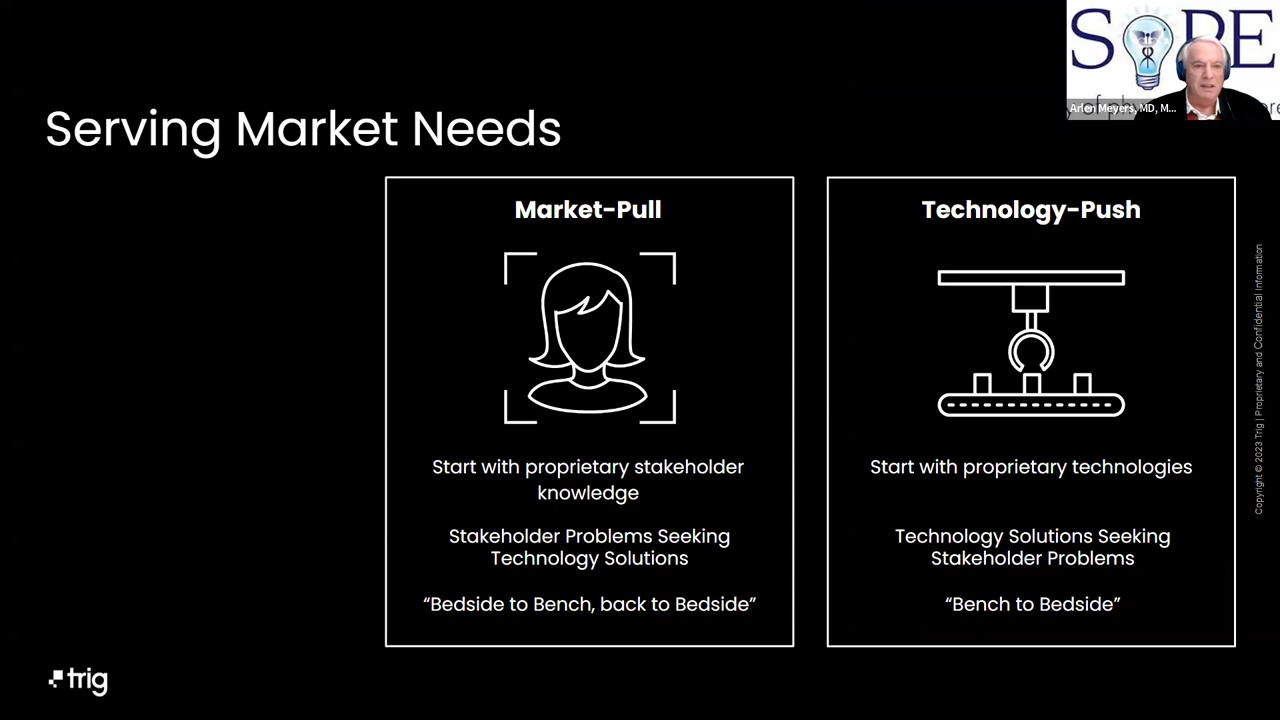 S PE
Arlen Meyers, MD, M...
Serving Market Needs
Market-Pull
Start with proprietary stakeholder
knowledge
Stakeholder Problems Seeking
Technology Solutions
“Bedside to Bench, back to Bedside”
Technology-Push
Start with proprietary technologies
Technology Solutions Seeking
Stakeholder Problems
“Bench to Bedside”
Copyright © 2023 Trig | Proprietary and Confidential Information
trig